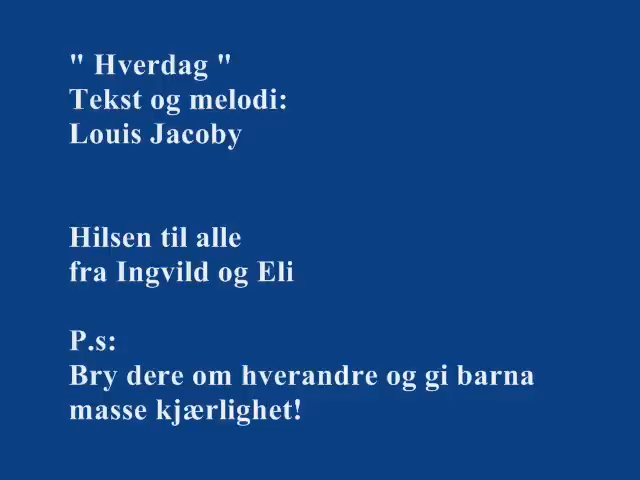 " Hverdag "
Tekst og melodi:
Louis Jacoby
Hilsen til alle
fra Ingvild og Eli
P.s:
Bry dere om hverandre og gi barna
masse kjærlighet!